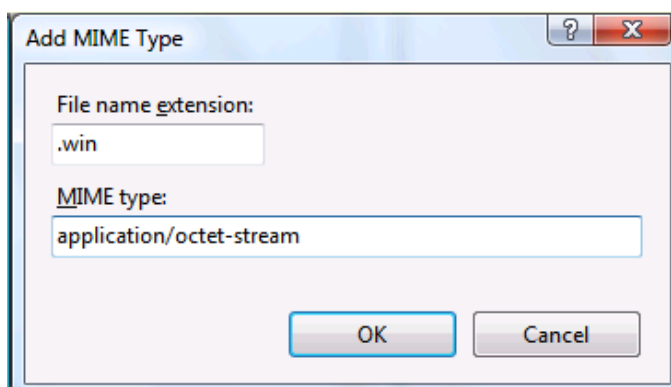 Add MIME Type
File name extension:
.win
MIME type:
application/octet-stream
OK
Cancel